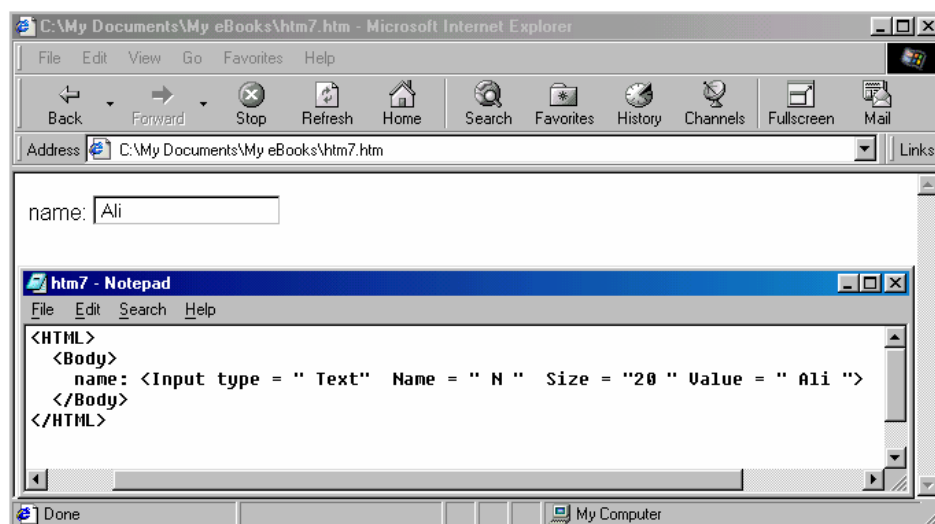 C:\My Documents\My eBooks\htm7.htm - Microsoft Internet Explorer
File Edit View Go Favorites Help
Back Forward Stop Refresh Home Search Favorites History Channels Fullscreen Mail
Address C:\My Documents\My eBooks\htm7.htm Links
name: Ali
htm7 - Notepad
File Edit Search Help
<HTML>
<Body>
name: <Input type = " Text" Name = " N " Size = "20 " Value = " Ali ">
</Body>
</HTML>
Done My Computer